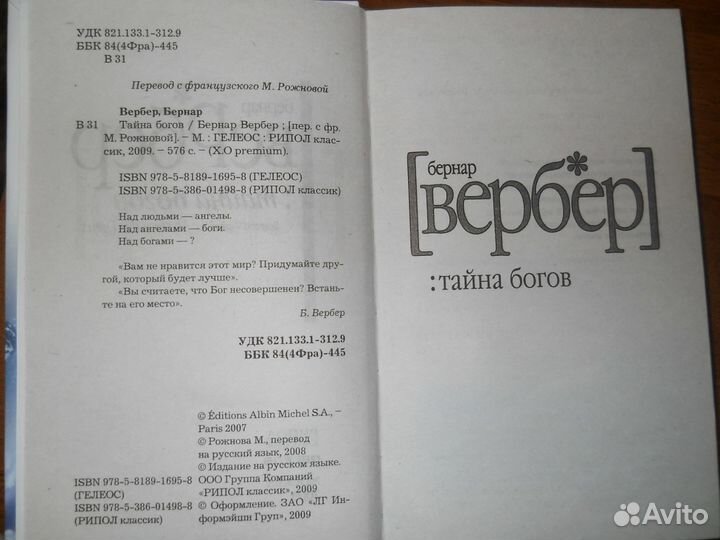 УДК 821.133.1-312.9
ББК 84(4Фра)-445
В 31
Перевод с французского М. Рожновой
Вербер, Бернар
В 31 Тайна богов / Бернар Вербер ; [пер. с фр.
М. Рожновой]. – М. : ГЕЛЕОС : РИПОЛ клас-
сик, 2009. – 576 с. – (Х.О premium).
ISBN 978-5-8189-1695-8 (ГЕЛЕОС)
ISBN 978-5-386-01498-8 (РИПОЛ классик)
Над людьми — ангелы.
Над ангелами — боги.
Над богами — ?
«Вам не нравится этот мир? Придумайте дру-
гой, который будет лучше».
«Вы считаете, что Бог несовершенен? Встань-
те на его место».
Б. Вербер
УДК 821.133.1-312.9
ББК 84(4Фра)-445
© Éditions Albin Michel S.A., –
Paris 2007
© Рожнова М., перевод
на русский язык, 2008
© Издание на русском языке.
ООО Группа Компаний
«РИПОЛ классик», 2009
© Оформление. ЗАО «ЛГ Ин-
формэйшн Груп», 2009
ISBN 978-5-8189-1695-8
(ГЕЛЕОС)
ISBN 978-5-386-01498-8
(РИПОЛ классик)
бернар
[вербер]
:тайна богов
Avito